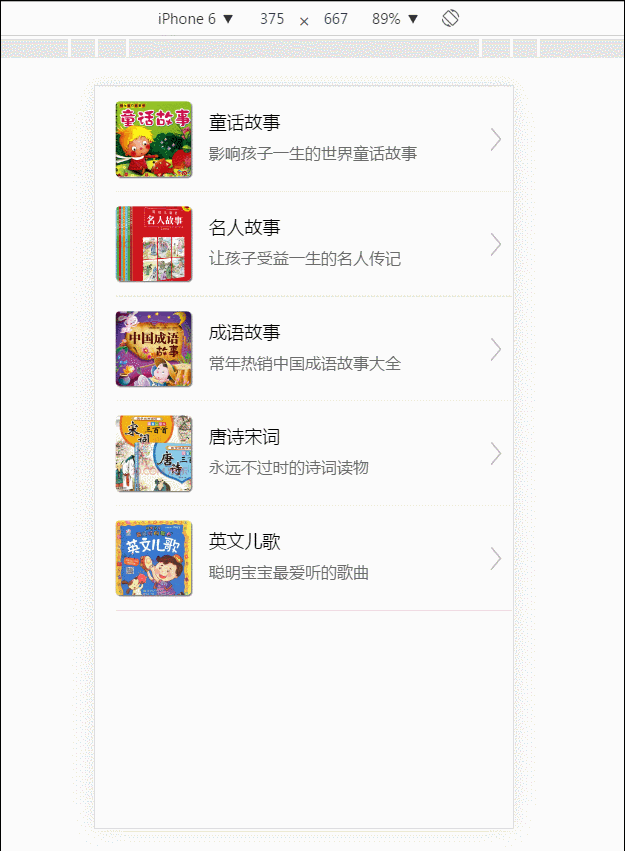 iPhone 6 ▼ 375 × 667 89% ▼
童话故事
童话故事
影响孩子一生的世界童话故事
名人故事
名人故事
让孩子受益一生的名人传记
中国成语
故事
成语故事
常年热销中国成语故事大全
宋词
三百首
唐诗
三
唐诗宋词
永远不过时的诗词读物
英文儿歌
英文儿歌
聪明宝宝最爱听的歌曲